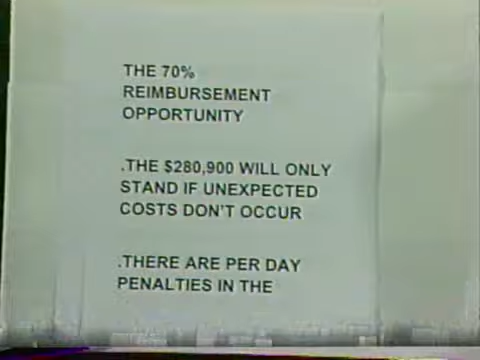 THE 70%
REIMBURSEMENT
OPPORTUNITY
.THE $280,900 WILL ONLY
STAND IF UNEXPECTED
COSTS DON'T OCCUR
.THERE ARE PER DAY
PENALTIES IN THE